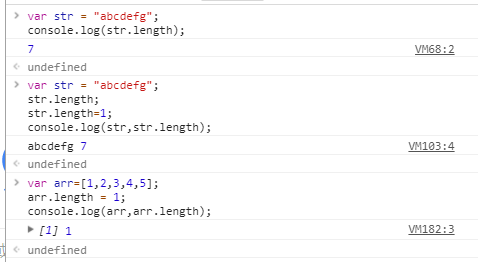 > var str = "abcdefg";
console.log(str.length);
7 VM68:2
< undefined
> var str = "abcdefg";
str.length;
str.length=1;
console.log(str,str.length);
abcdefg 7 VM103:4
< undefined
> var arr=[1,2,3,4,5];
arr.length = 1;
console.log(arr,arr.length);
▶ [1] 1 VM182:3
< undefined